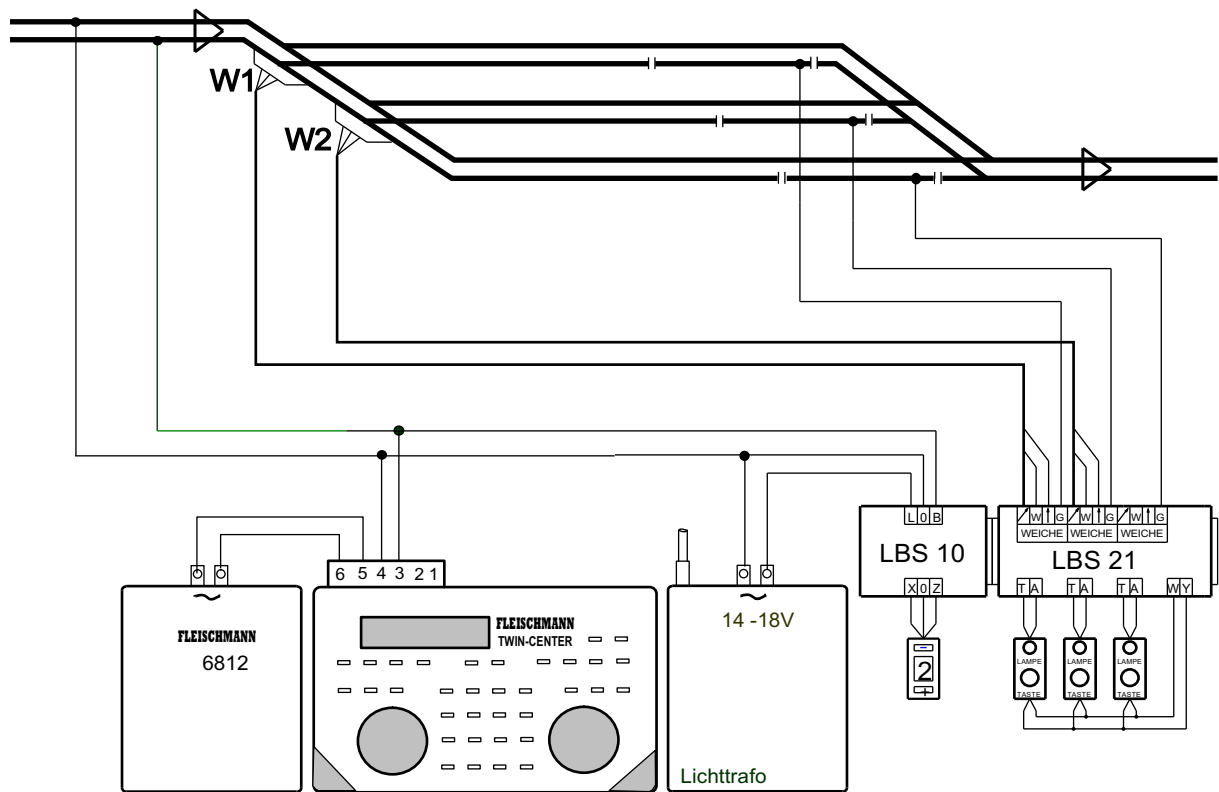 W1
W2
L 0 B
W G W G W G
WEICHE WEICHE WEICHE
LBS 10
LBS 21
X 0 Z
T A T A T A W Y
6 5 4 3 2 1
FLEISCHMANN
6812
FLEISCHMANN
TWIN-CENTER
14 -18V
Lichttrafo
2
LAMPE LAMPE LAMPE
TASTE TASTE TASTE